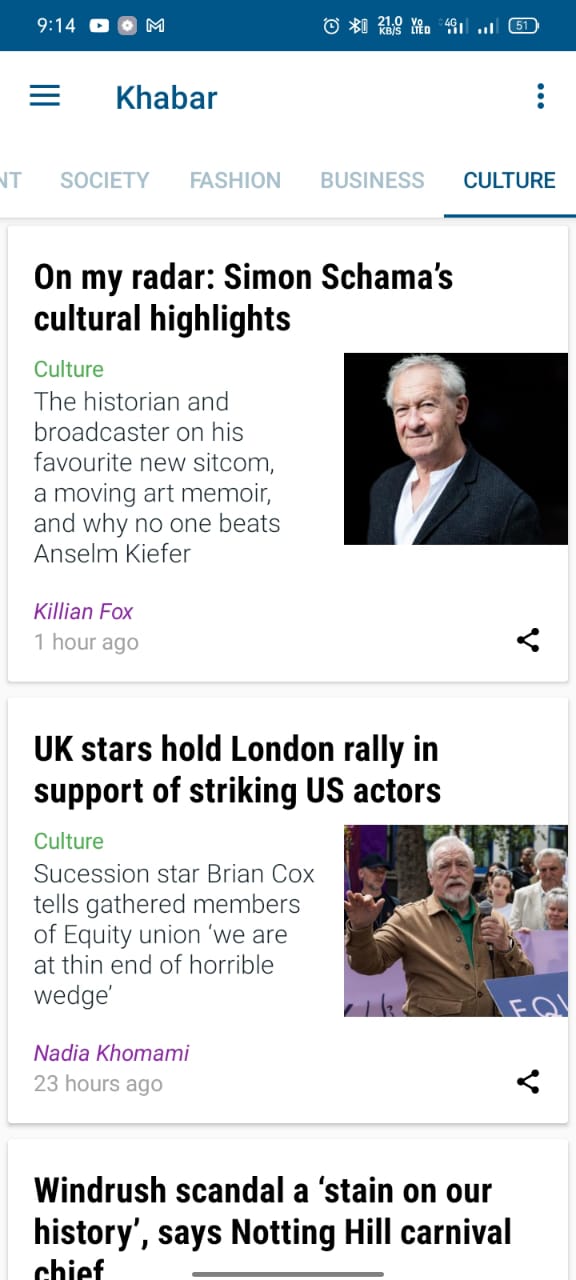 9:14 21.0 KB/S Vo LTED 4G 51
Khabar
NT SOCIETY FASHION BUSINESS CULTURE
On my radar: Simon Schama’s
cultural highlights
Culture
The historian and
broadcaster on his
favourite new sitcom,
a moving art memoir,
and why no one beats
Anselm Kiefer
Killian Fox
1 hour ago
UK stars hold London rally in
support of striking US actors
Culture
Sucession star Brian Cox
tells gathered members
of Equity union ‘we are
at thin end of horrible
wedge’
EQU
Nadia Khomami
23 hours ago
Windrush scandal a ‘stain on our
history’, says Notting Hill carnival
chief